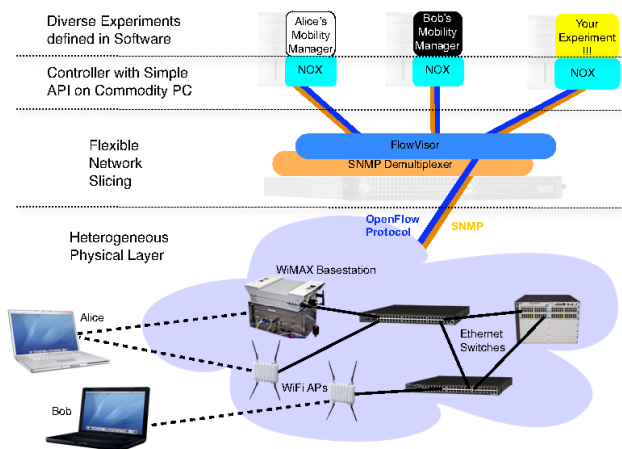 Diverse Experiments
defined in Software
Alice's
Mobility
Manager
Bob's
Mobility
Manager
Your
Experiment
!!!
Controller with Simple
API on Commodity PC
NOX
NOX
NOX
Flexible
Network
Slicing
FlowVisor
SNMP Demultiplexer
OpenFlow
Protocol
SNMP
Heterogeneous
Physical Layer
WiMAX Basestation
Alice
Ethernet
Switches
WiFi APs
Bob